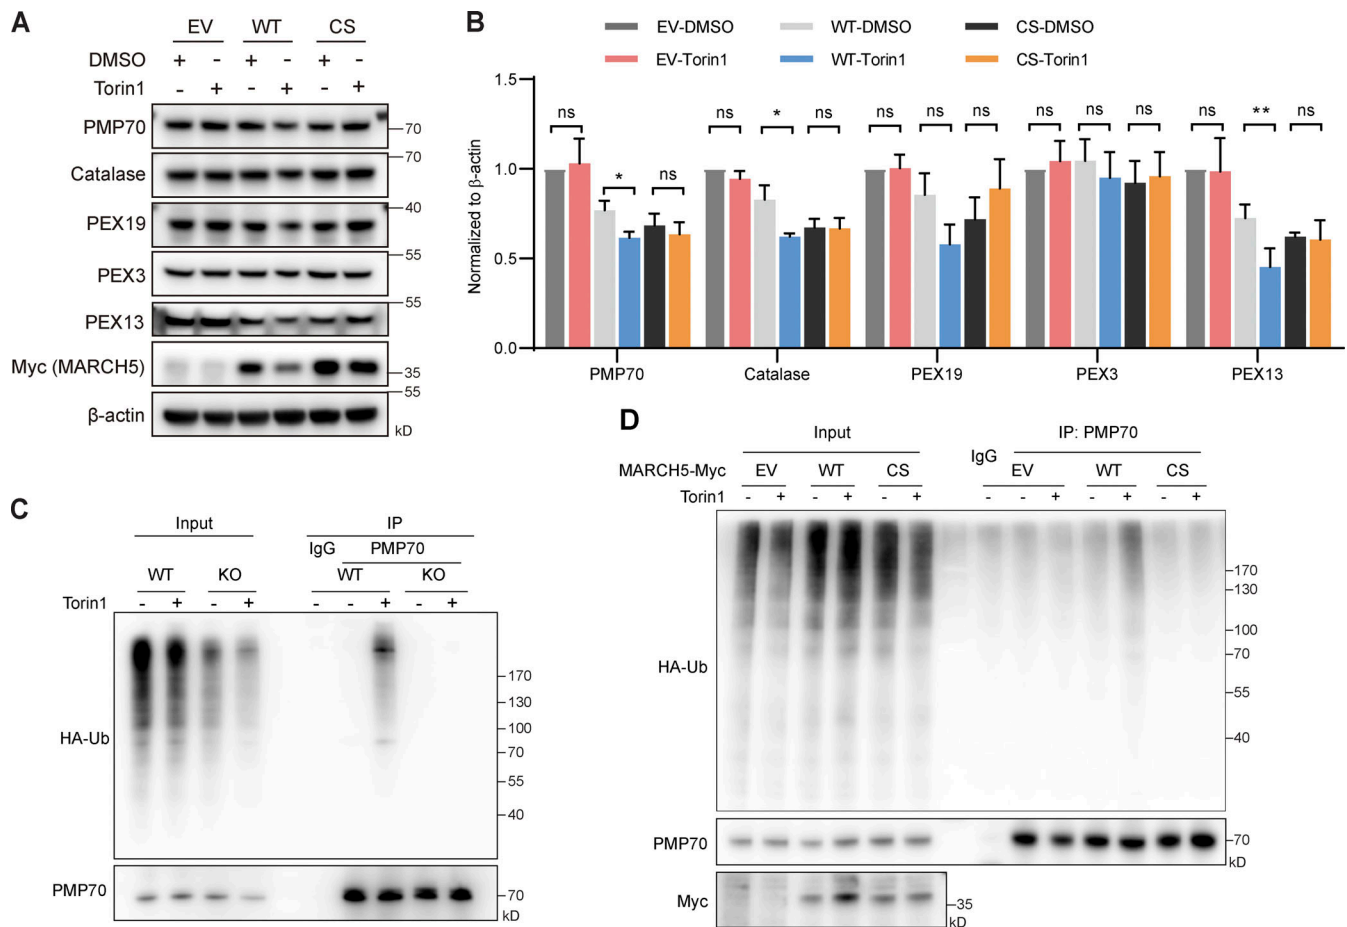 A
EV WT CS
DMSO + - + - + -
Torin1 - + - + - +
PMP70 70
Catalase 70
PEX19 40
PEX3 55
PEX13 55
Myc (MARCH5) 35
β-actin 55
kD
B
EV-DMSO WT-DMSO CS-DMSO
EV-Torin1 WT-Torin1 CS-Torin1
Normalized to β-actin
1.5
1.0
0.5
0.0
ns * ns
ns * ns
ns ns ns
ns ns ns
ns ** ns
PMP70 Catalase PEX19 PEX3 PEX13
C
Input IP
IgG PMP70
WT KO WT KO
Torin1 - + - + - - + - +
HA-Ub
170
130
100
70
55
40
PMP70 70
kD
D
Input IP: PMP70
MARCH5-Myc EV WT CS IgG EV WT CS
Torin1 - + - + - + - - + - + - +
HA-Ub
170
130
100
70
55
40
PMP70 70
kD
Myc 35
kD